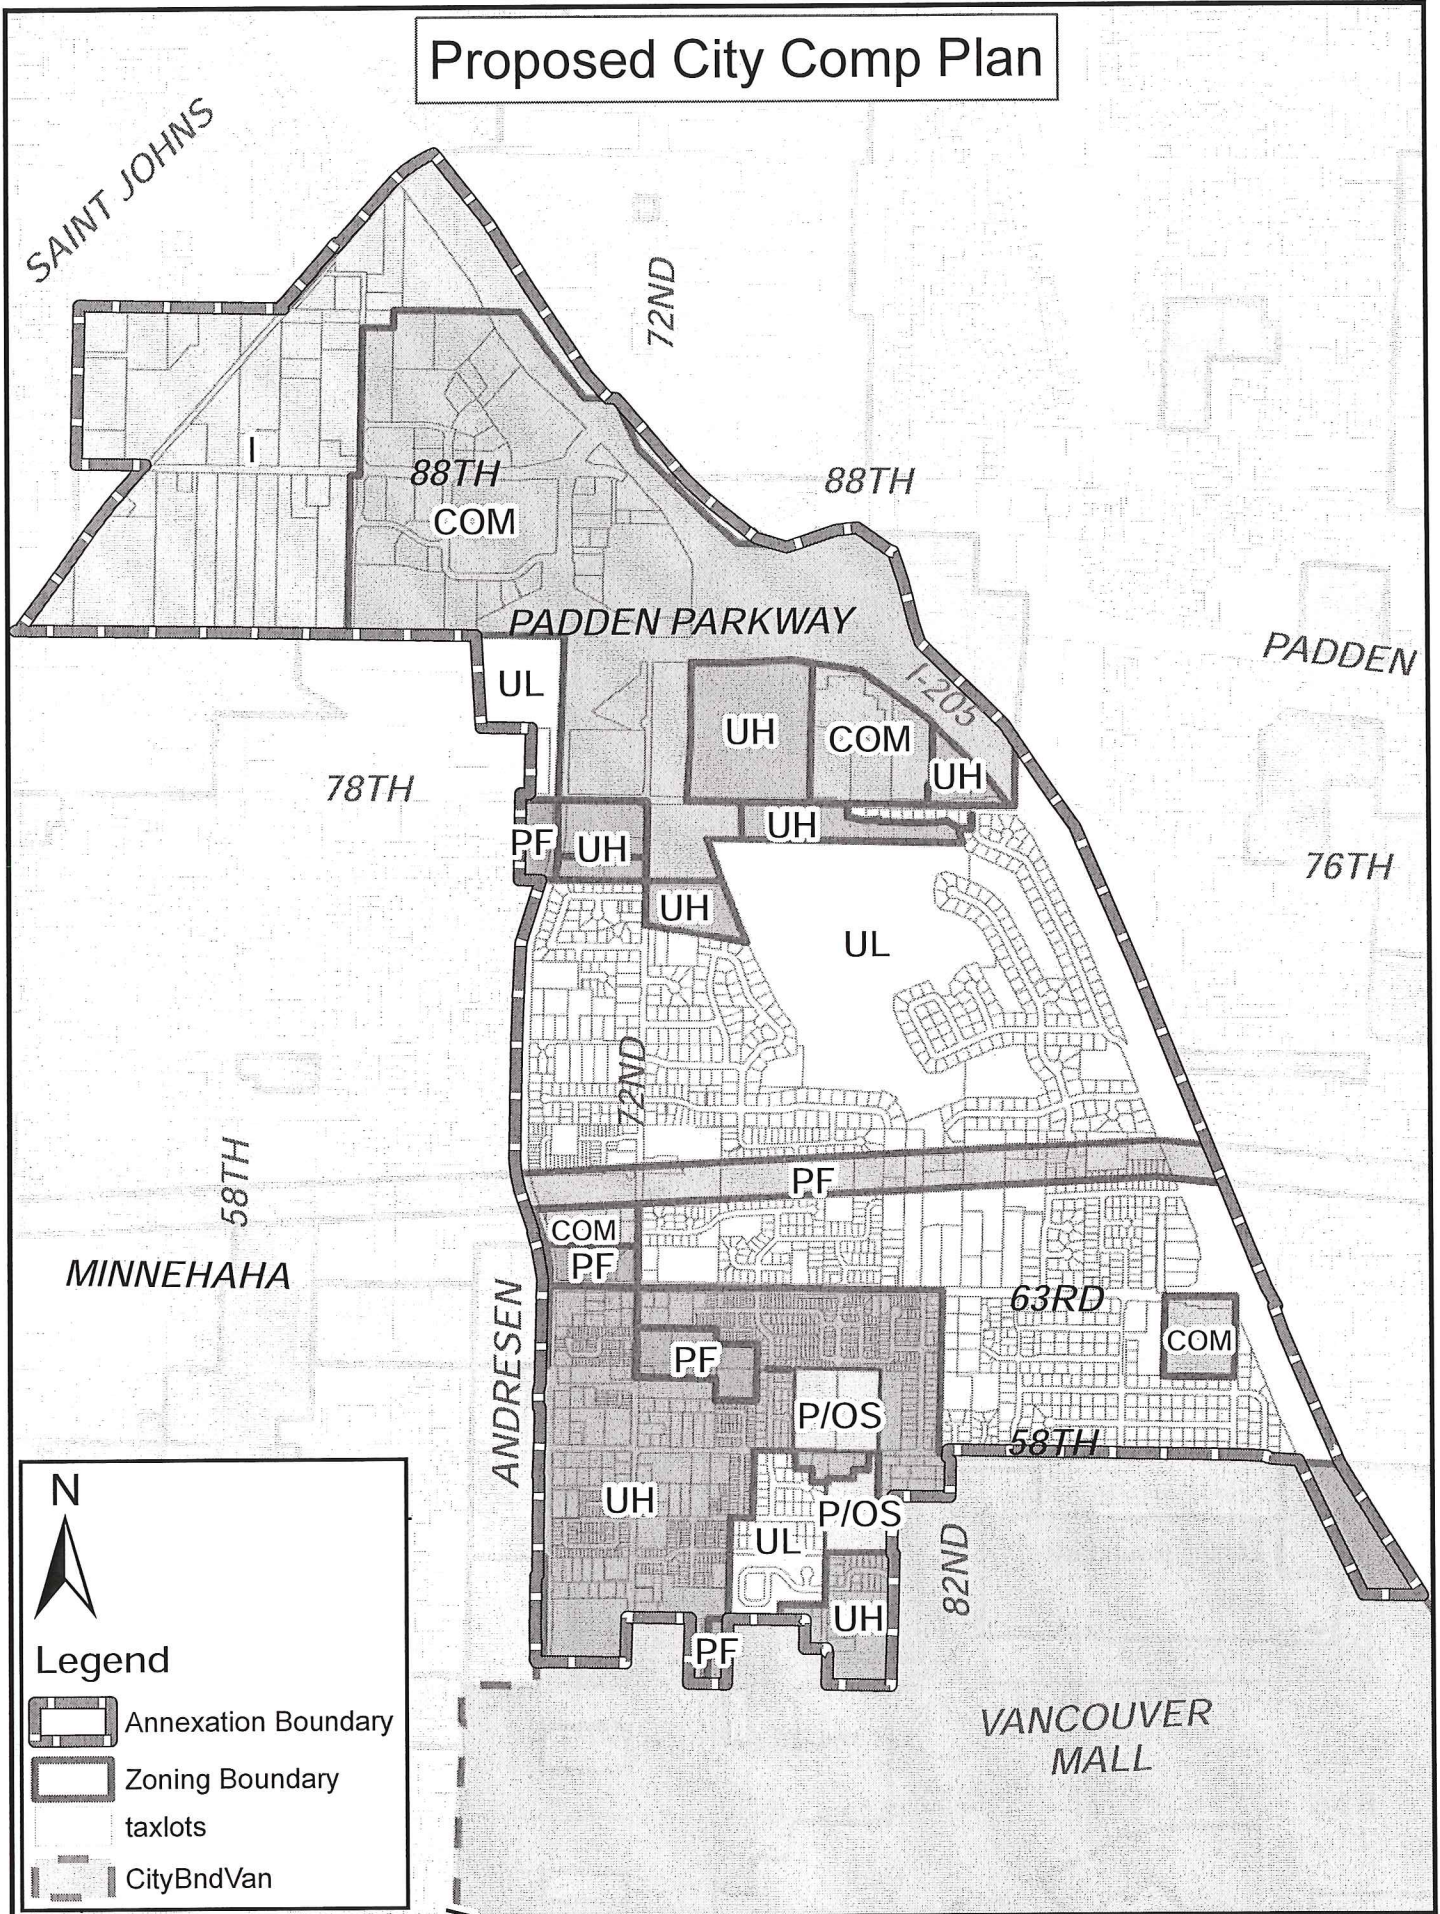 Proposed City Comp Plan
SAINT JOHNS
72ND
I
88TH
88TH
COM
PADDEN PARKWAY
PADDEN
UL
I-205
UH
COM
UH
78TH
UH
PF
UH
76TH
UH
UL
72ND
58TH
PF
COM
PF
MINNEHAHA
63RD
ANDRESEN
COM
PF
P/OS
58TH
UH
P/OS
UL
82ND
UH
PF
VANCOUVER
MALL
N
Legend
Annexation Boundary
Zoning Boundary
taxlots
CityBndVan